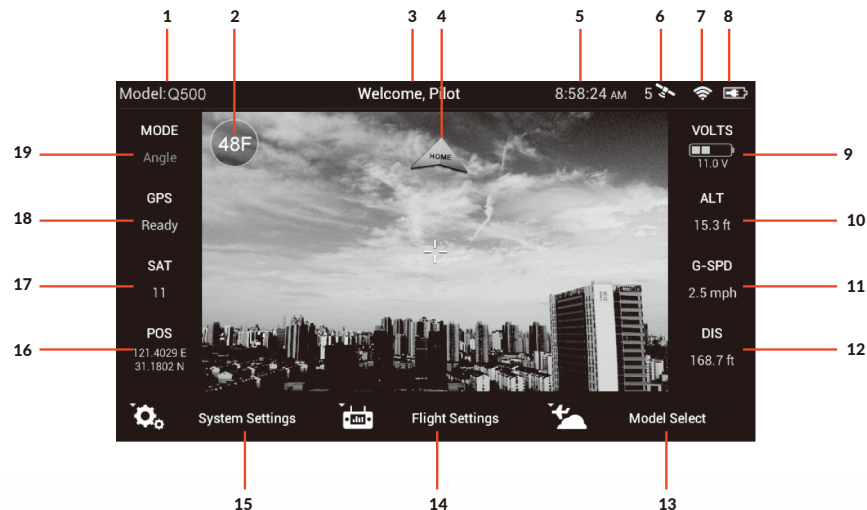 1 2 3 4 5 6 7 8
Model:Q500 Welcome, Pilot 8:58:24 AM 5
MODE
Angle
GPS
Ready
SAT
11
POS
121.4029 E
31.1802 N
19
18
17
16
48F
HOME
VOLTS
11.0 V
ALT
15.3 ft
G-SPD
2.5 mph
DIS
168.7 ft
9
10
11
12
System Settings Flight Settings Model Select
15 14 13